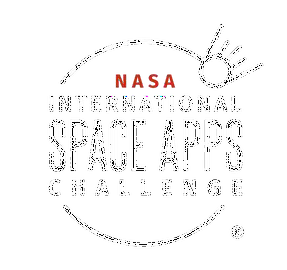 NASA
INTERNATIONAL
SPACE APPS
CHALLENGE
®